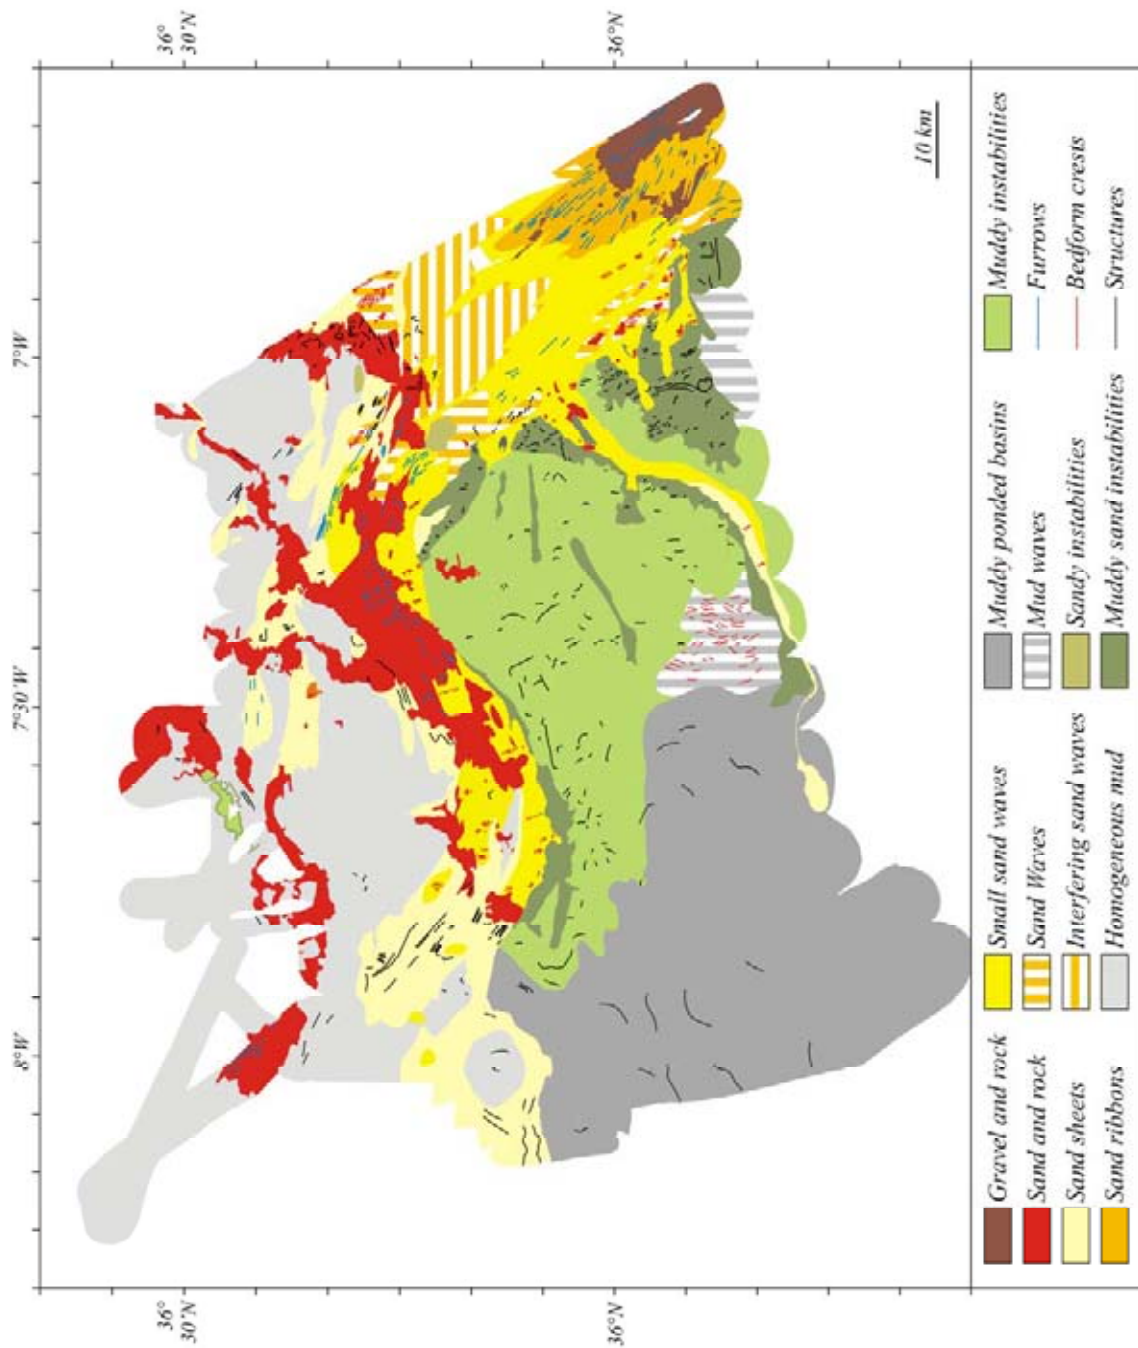 36°
30'N
36°N
7°W
7°30'W
8°W
36°
30'N
36°N
10 km
Gravel and rock
Sand and rock
Sand sheets
Sand ribbons
Small sand waves
Sand Waves
Interfering sand waves
Homogeneous mud
Muddy ponded basins
Mud waves
Sandy instabilities
Muddy sand instabilities
Muddy instabilities
Furrows
Bedform crests
Structures